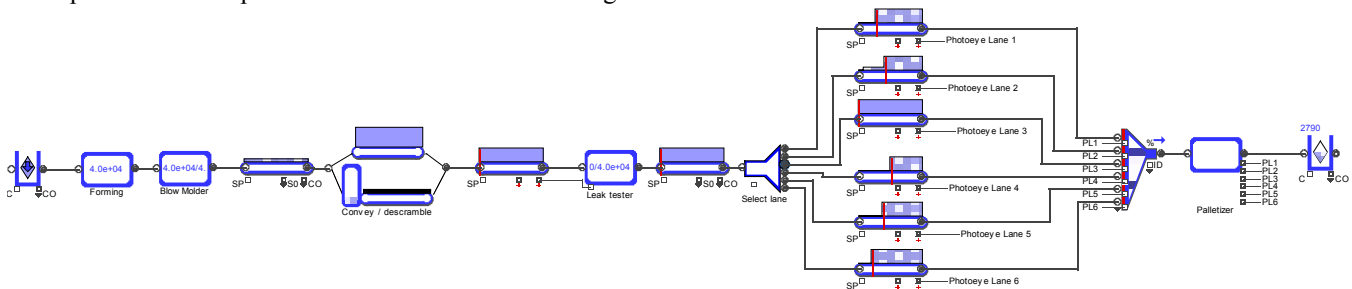 C
CO
4.0e+04
Forming
4.0e+04/4.
Blow Molder
SP
S0
CO
Convey / descramble
SP
0/4.0e+04
Leak tester
SP
S0
CO
Select lane
SP
Photoeye Lane 1
SP
Photoeye Lane 2
SP
Photoeye Lane 3
SP
Photoeye Lane 4
SP
Photoeye Lane 5
SP
Photoeye Lane 6
%
PL1
PL2
PL3
PL4
PL5
PL6
ID
Palletizer
PL1
PL2
PL3
PL4
PL5
PL6
2790
C
CO